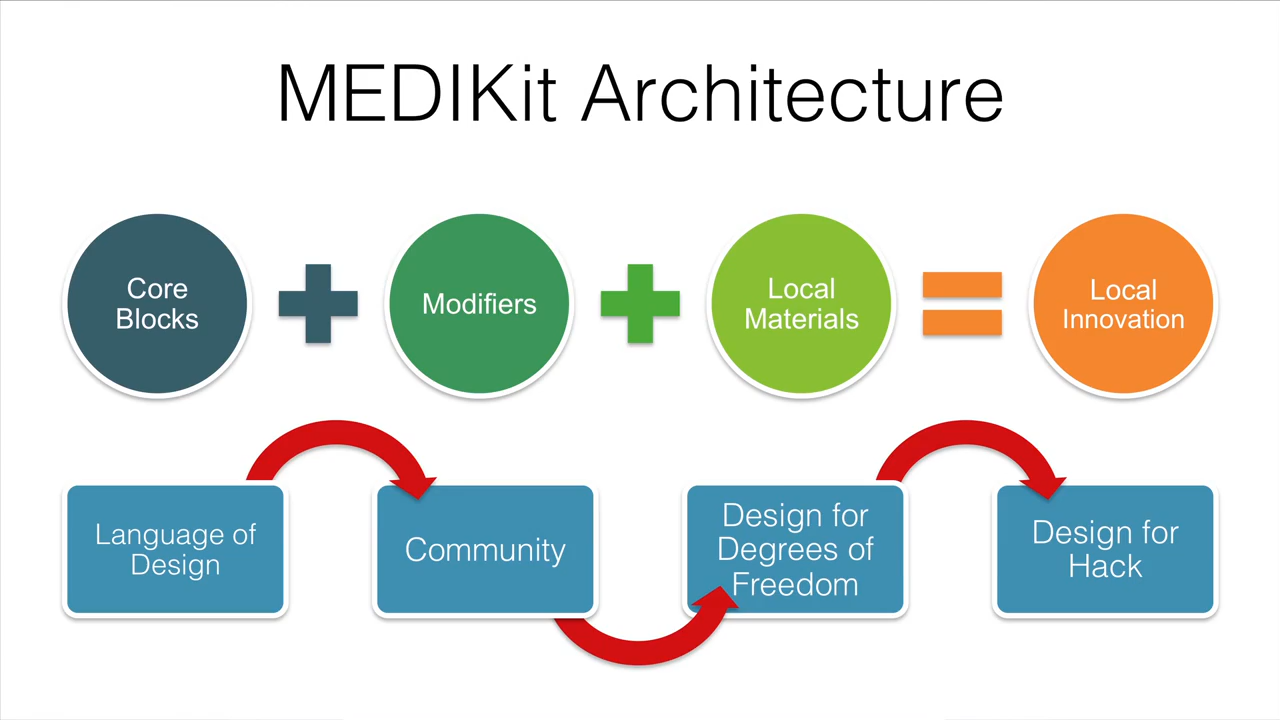 MEDIKit Architecture
Core
Blocks
Modifiers
Local
Materials
Local
Innovation
Language of
Design
Community
Design for
Degrees of
Freedom
Design for
Hack